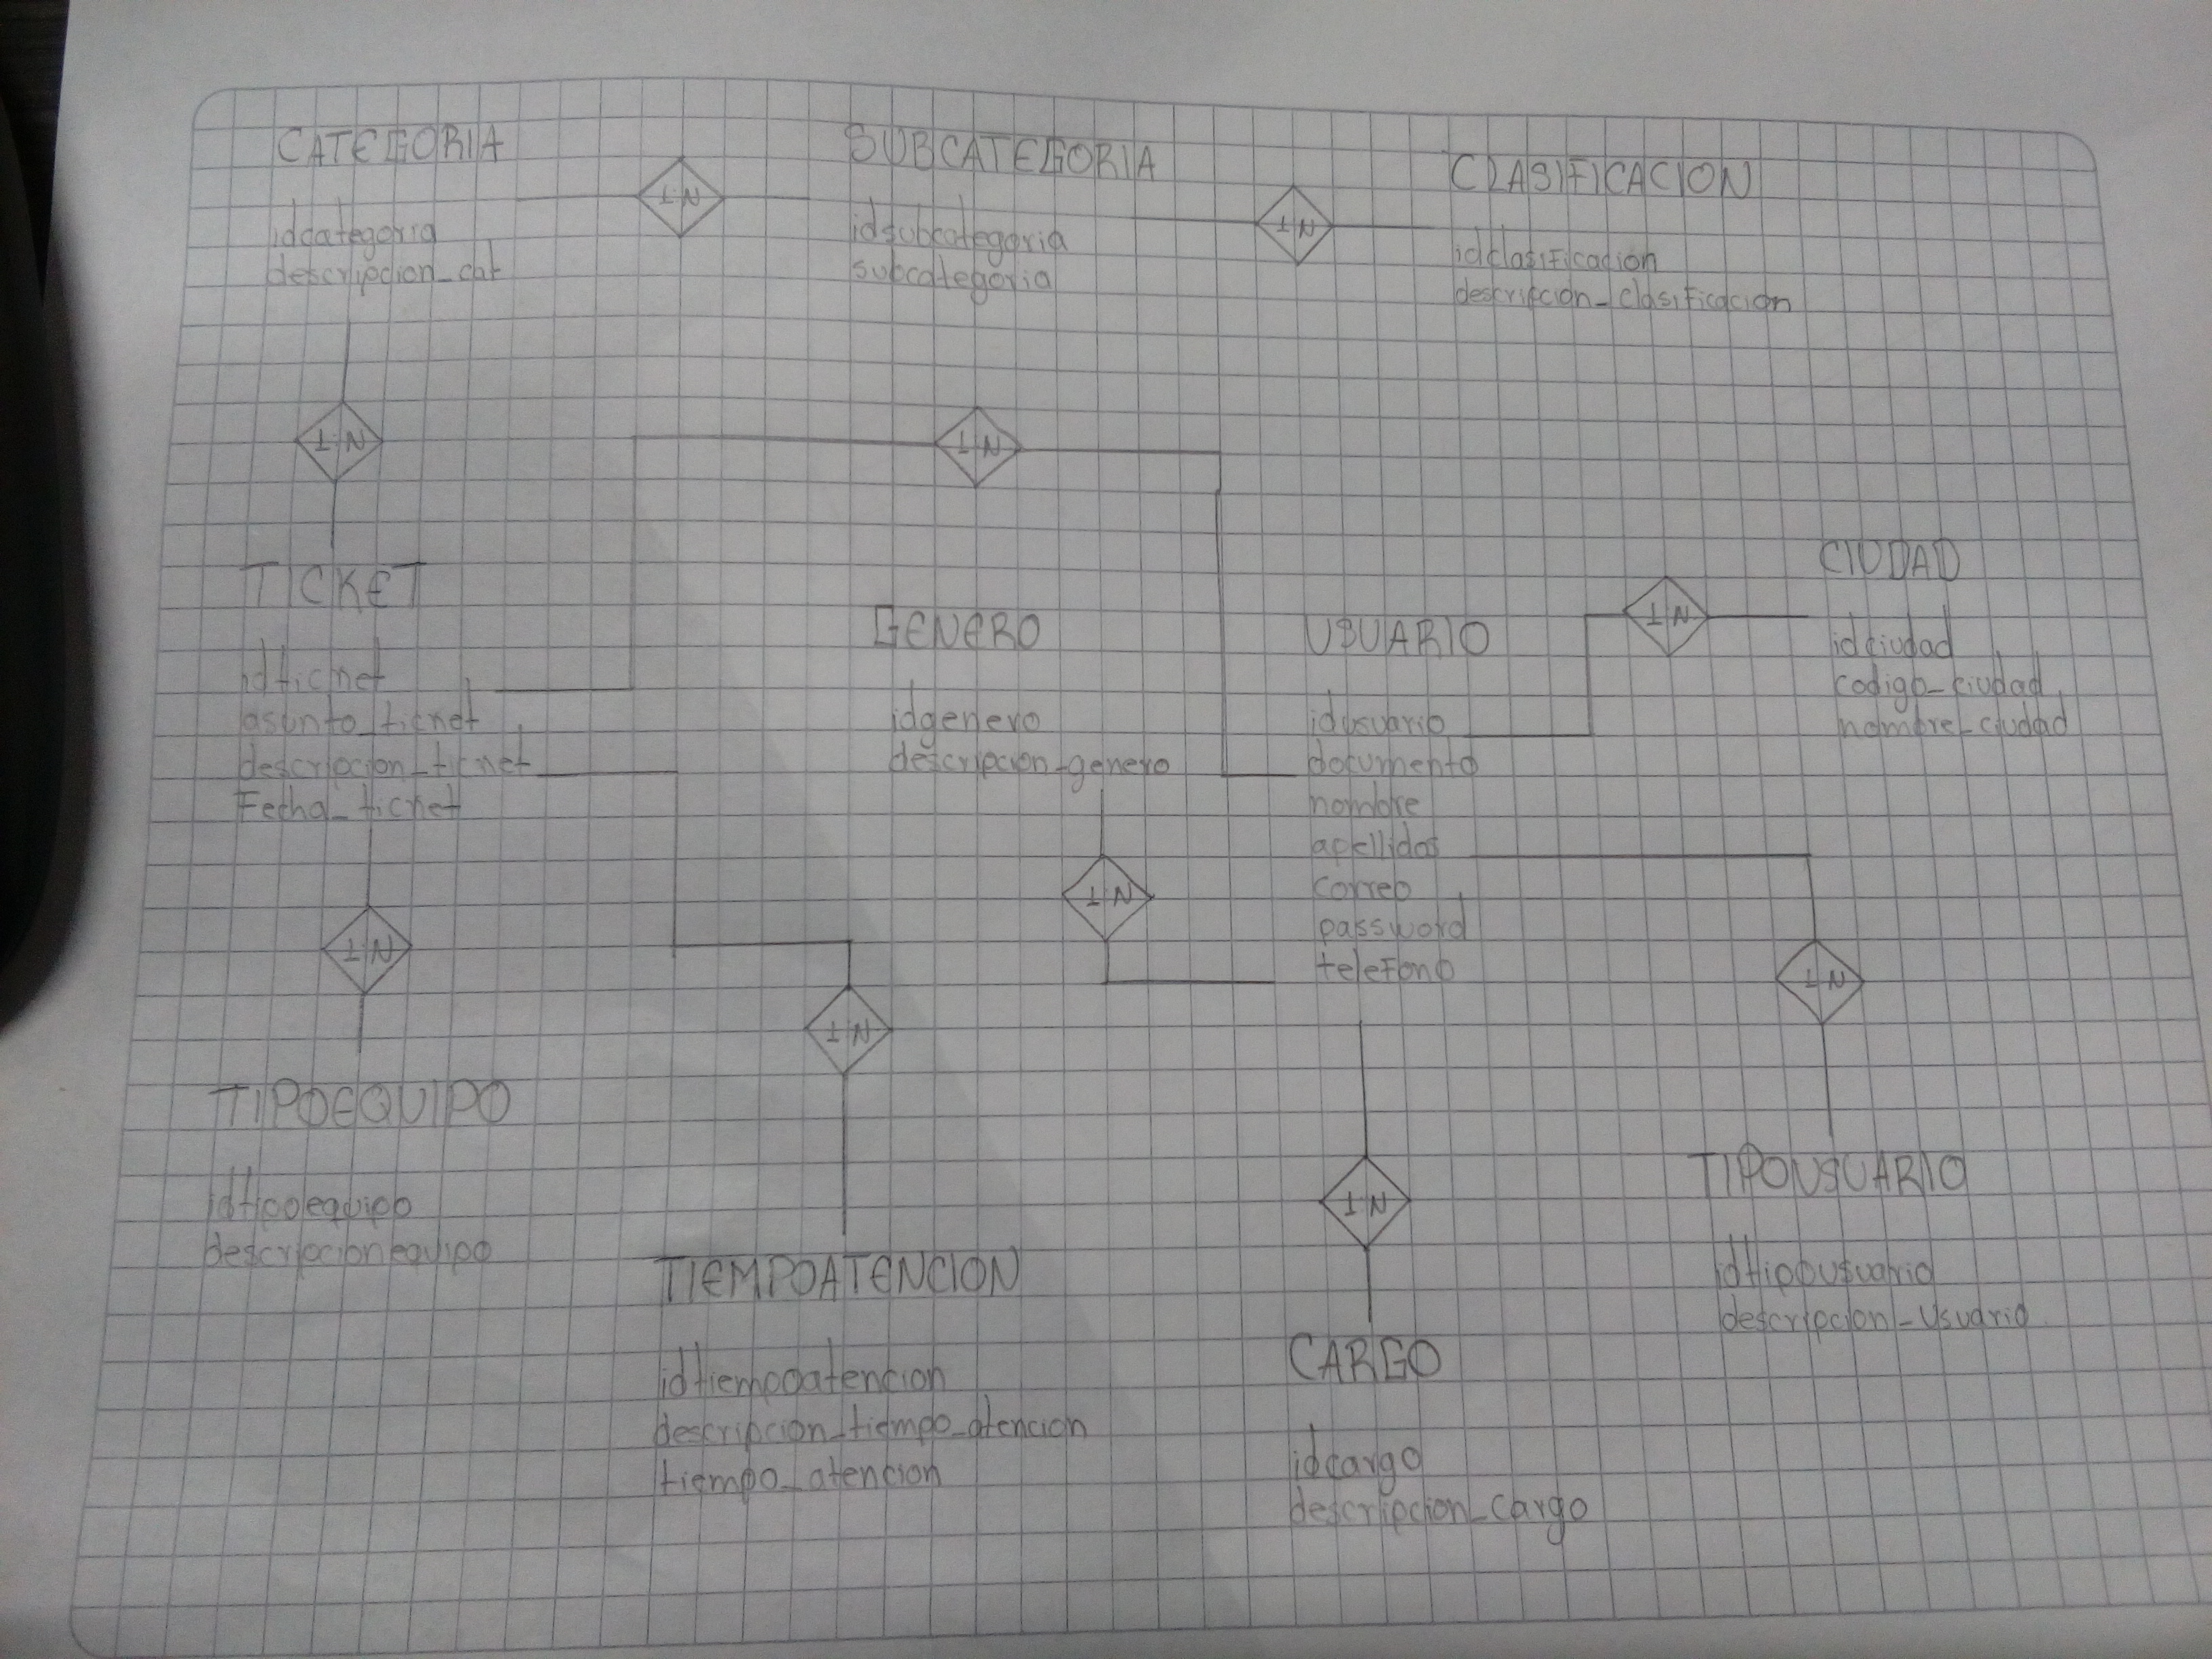 CATEGORIA
idcategoria
descripcion_cat
1 N
SUBCATEGORIA
idsubcategoria
subcategoria
1 N
CLASIFICACION
idclasificacion
descripcion_clasificacion
1 N
1 N
TICKET
idticket
asunto_ticket
descripcion_ticket
Fecha_ticket
GENERO
idgenero
descripcion_genero
USUARIO
idusuario
documento
nombre
apellidos
correo
password
telefono
1 N
CIUDAD
idciudad
codigo_ciudad
nombre_ciudad
1 N
1 N
1 N
1 N
TIPOEQUIPO
idtipoequipo
descripcionequipo
TIEMPOATENCION
idtiempoatencion
descripcion_tiempo_atencion
tiempo_atencion
1 N
CARGO
idcargo
descripcion_cargo
TIPOUSUARIO
idtipousuario
descripcion_usuario